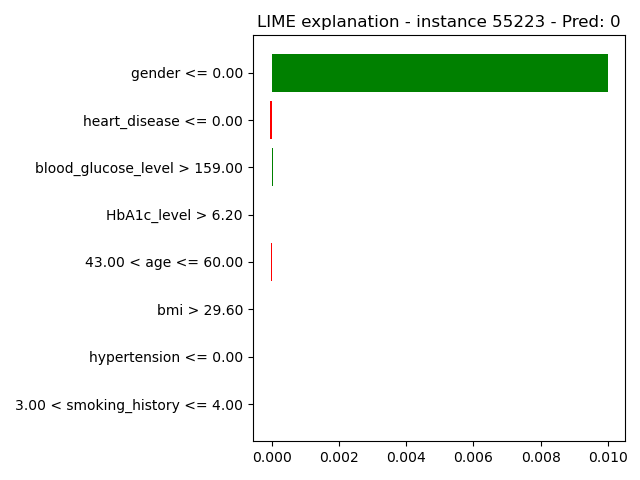 LIME explanation - instance 55223 - Pred: 0
gender <= 0.00
heart_disease <= 0.00
blood_glucose_level > 159.00
HbA1c_level > 6.20
43.00 < age <= 60.00
bmi > 29.60
hypertension <= 0.00
3.00 < smoking_history <= 4.00
0.000 0.002 0.004 0.006 0.008 0.010